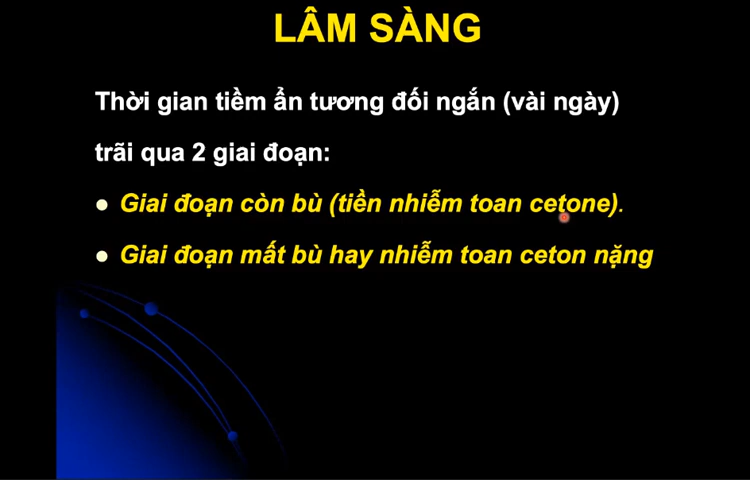 LÂM SÀNG
Thời gian tiềm ẩn tương đối ngắn (vài ngày)
trãi qua 2 giai đoạn:
● Giai đoạn còn bù (tiền nhiễm toan cetone).
● Giai đoạn mất bù hay nhiễm toan ceton nặng